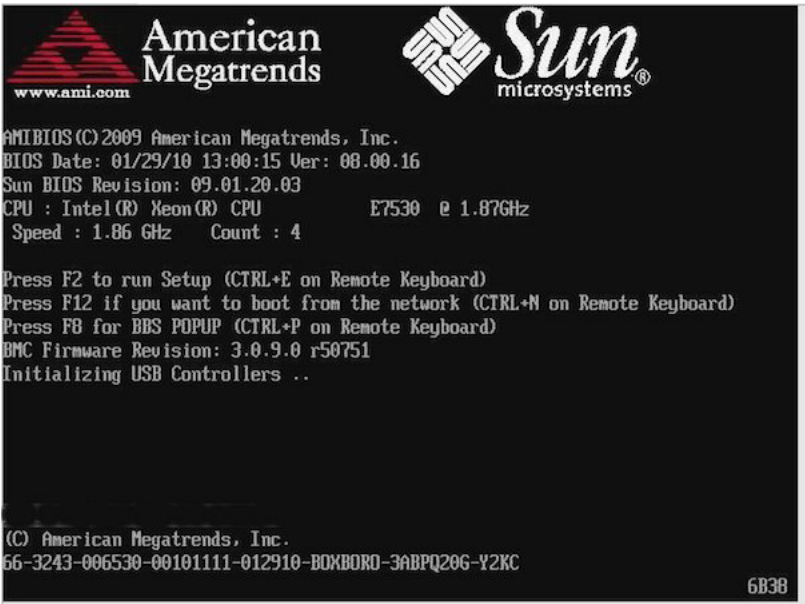 American
Megatrends
www.ami.com
Sun®
microsystems
AMIBIOS(C)2009 American Megatrends, Inc.
BIOS Date: 01/29/10 13:00:15 Ver: 08.00.16
Sun BIOS Revision: 09.01.20.03
CPU : Intel(R) Xeon(R) CPU E7530 @ 1.87GHz
Speed : 1.86 GHz Count : 4
Press F2 to run Setup (CTRL+E on Remote Keyboard)
Press F12 if you want to boot from the network (CTRL+N on Remote Keyboard)
Press F8 for BBS POPUP (CTRL+P on Remote Keyboard)
BMC Firmware Revision: 3.0.9.0 r50751
Initializing USB Controllers ..
(C) American Megatrends, Inc.
66-3243-006530-00101111-012910-BOXBORO-3ABPQ20G-Y2KC
6B38